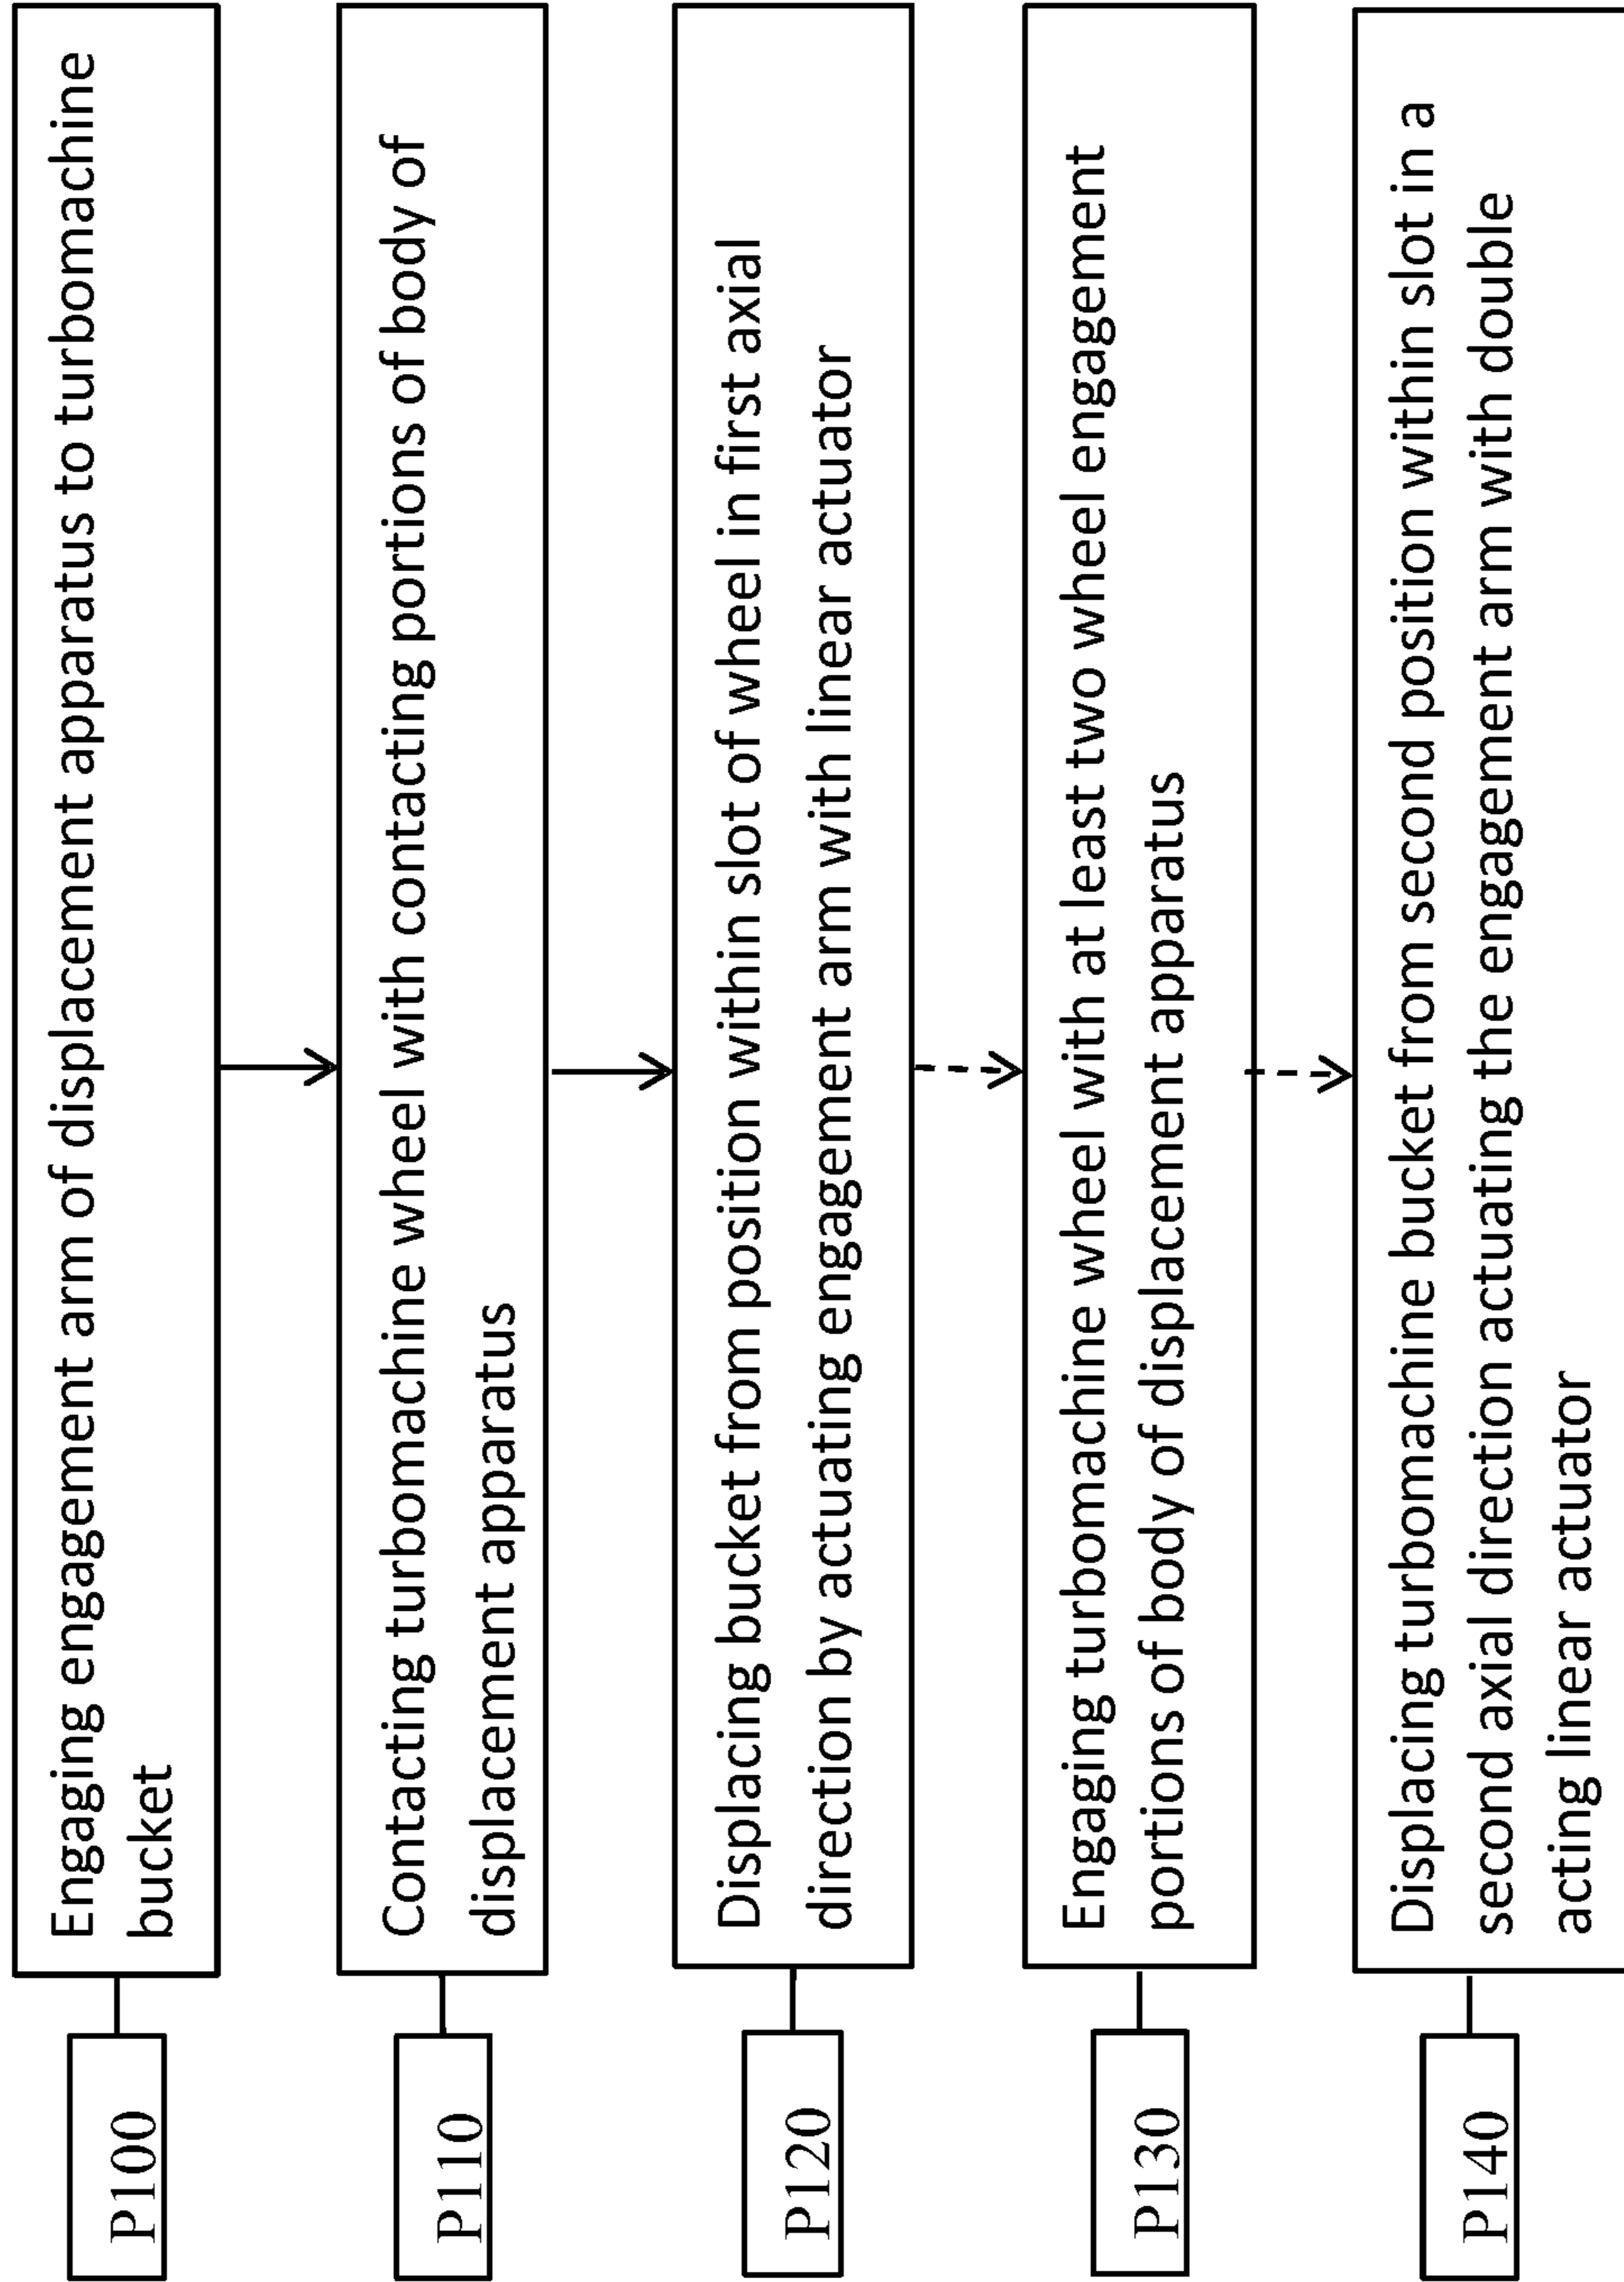 P100
Engaging engagement arm of displacement apparatus to turbomachine
bucket
P110
Contacting turbomachine wheel with contacting portions of body of
displacement apparatus
P120
Displacing bucket from position within slot of wheel in first axial
direction by actuating engagement arm with linear actuator
P130
Engaging turbomachine wheel with at least two wheel engagement
portions of body of displacement apparatus
P140
Displacing turbomachine bucket from second position within slot in a
second axial direction actuating the engagement arm with double
acting linear actuator